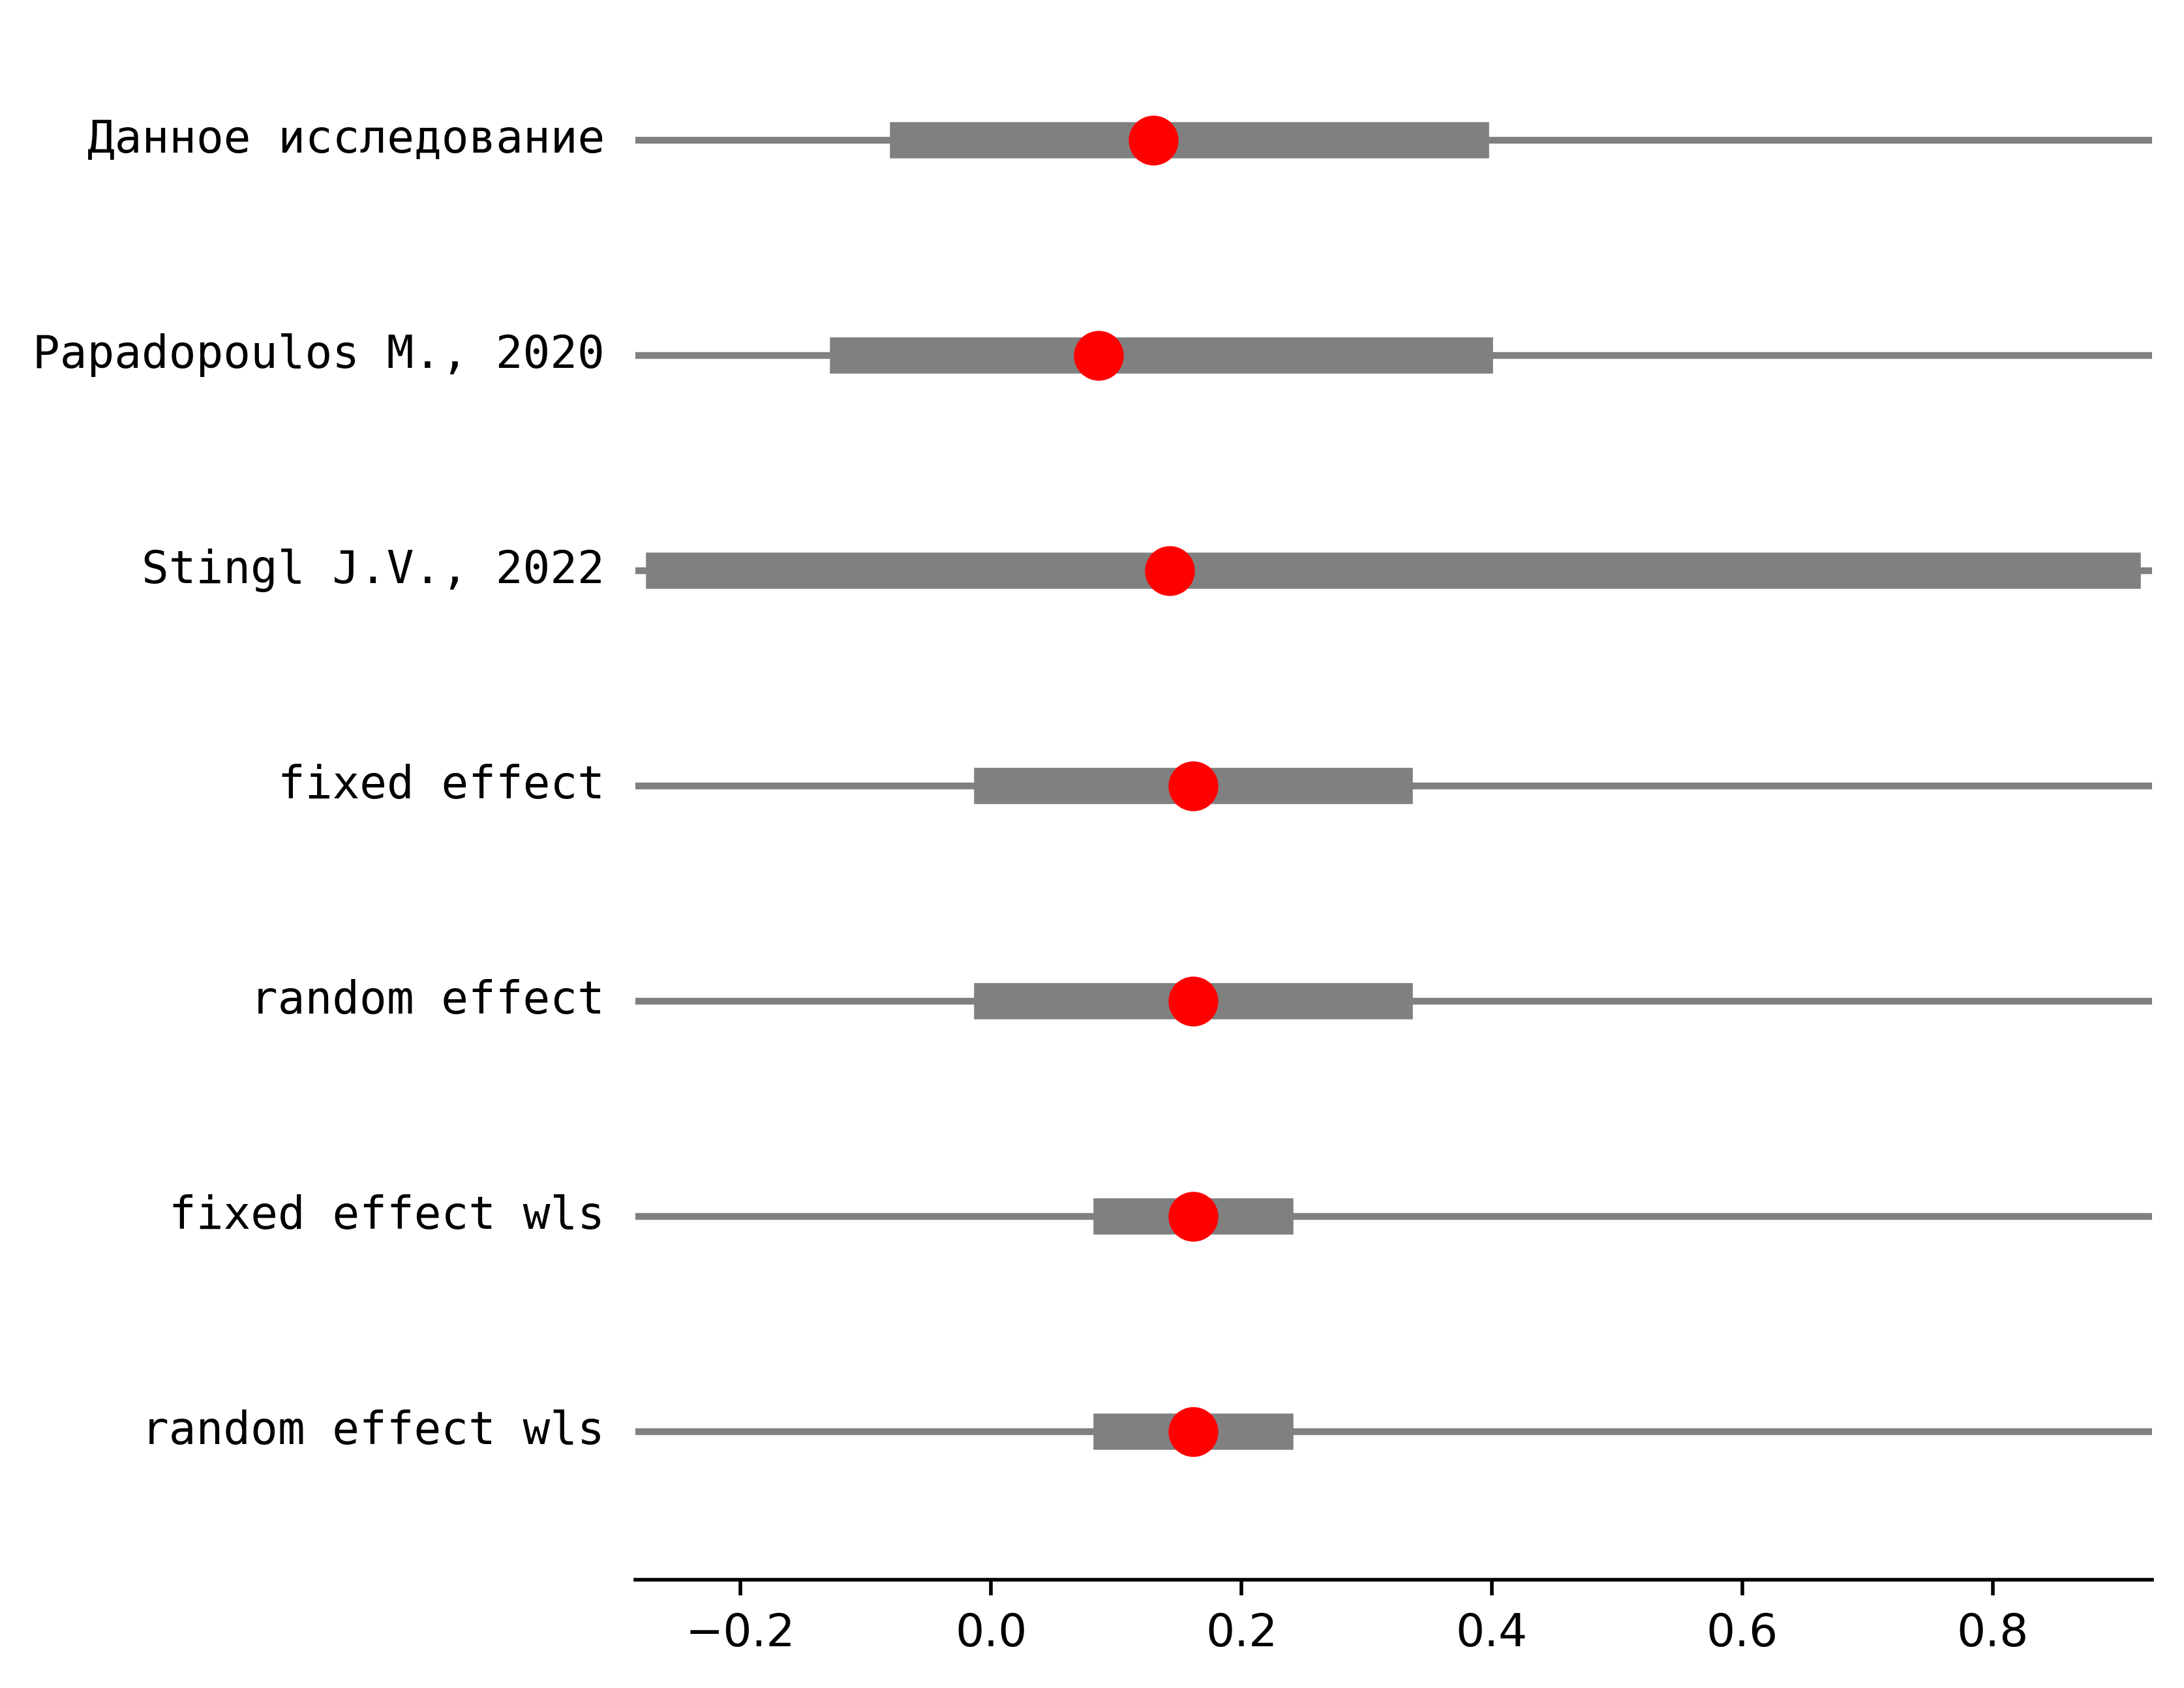 Данное исследование
Papadopoulos M., 2020
Stingl J.V., 2022
fixed effect
random effect
fixed effect wls
random effect wls
−0.2 0.0 0.2 0.4 0.6 0.8